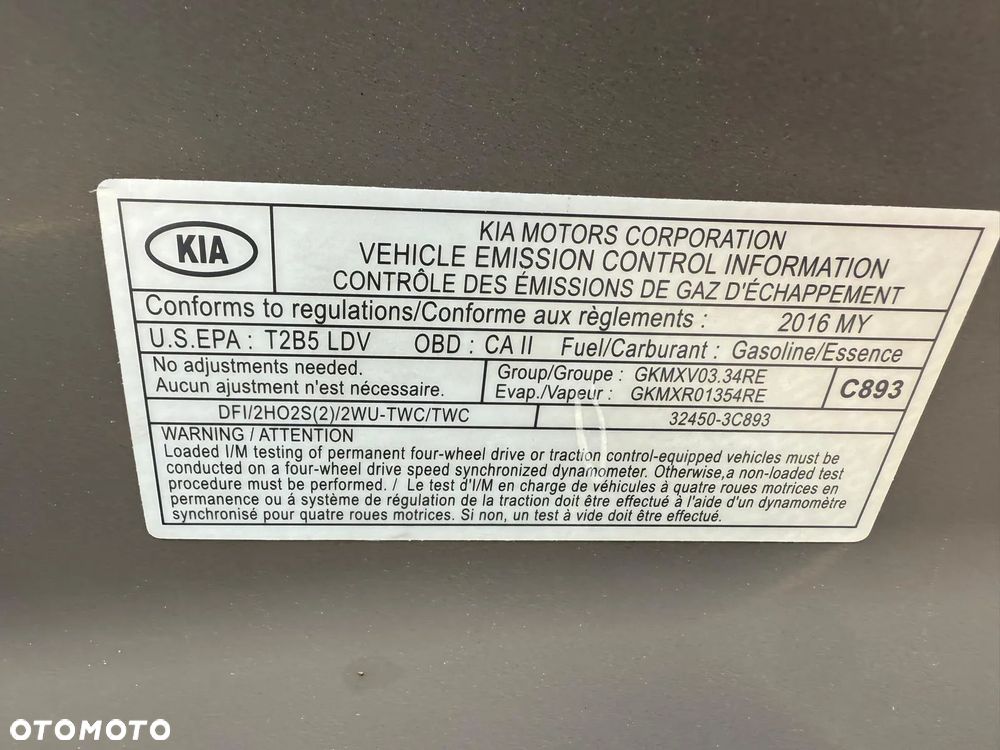 KIA
KIA MOTORS CORPORATION
VEHICLE EMISSION CONTROL INFORMATION
CONTRÔLE DES ÉMISSIONS DE GAZ D'ÉCHAPPEMENT
Conforms to regulations/Conforme aux règlements : 2016 MY
U.S.EPA : T2B5 LDV OBD : CA II Fuel/Carburant : Gasoline/Essence
No adjustments needed.
Aucun ajustment n'est nécessaire.
Group/Groupe : GKMXV03.34RE
Evap./Vapeur : GKMXR01354RE
C893
DFI/2HO2S(2)/2WU-TWC/TWC
32450-3C893
WARNING / ATTENTION
Loaded I/M testing of permanent four-wheel drive or traction control-equipped vehicles must be
conducted on a four-wheel drive speed synchronized dynamometer. Otherwise,a non-loaded test
procedure must be performed. / Le test d'I/M en charge de véhicules à quatre roues motrices en
permanence ou á système de régulation de la traction doit être effectué à l'aide d'un dynamomètre
synchronisé pour quatre roues motrices. Si non, un test à vide doit être effectué.
OTOMOTO